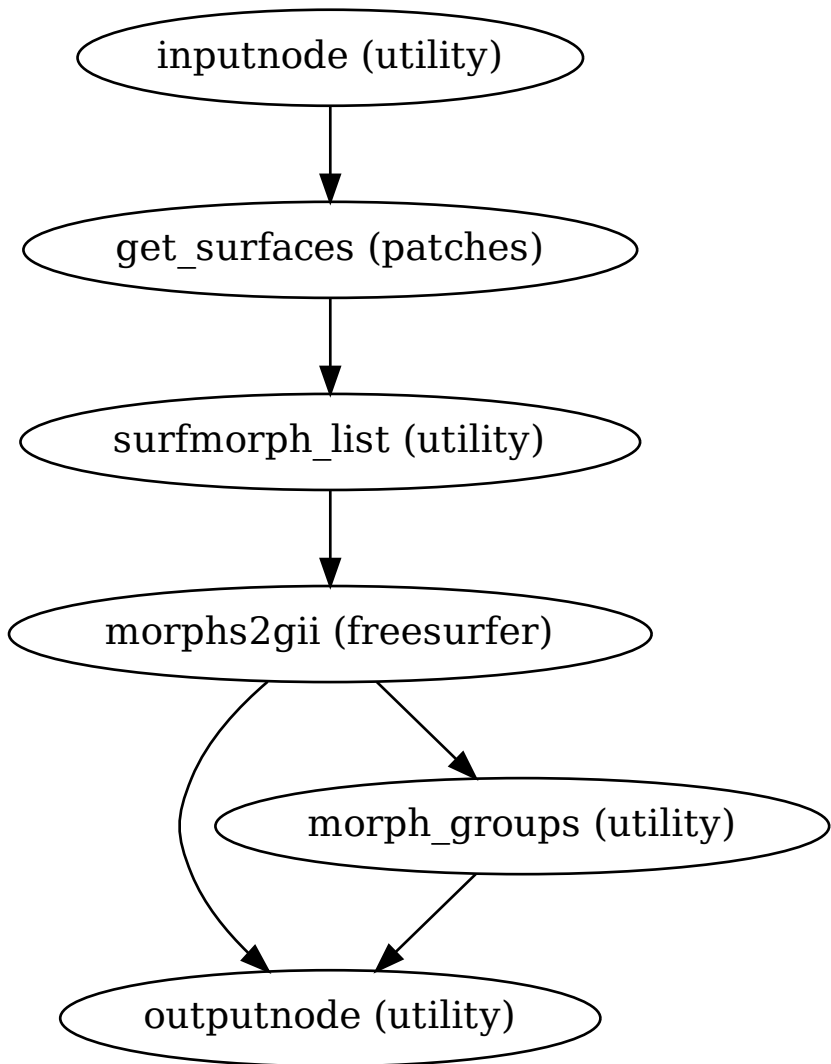 inputnode (utility)
get_surfaces (patches)
surfmorph_list (utility)
morphs2gii (freesurfer)
morph_groups (utility)
outputnode (utility)